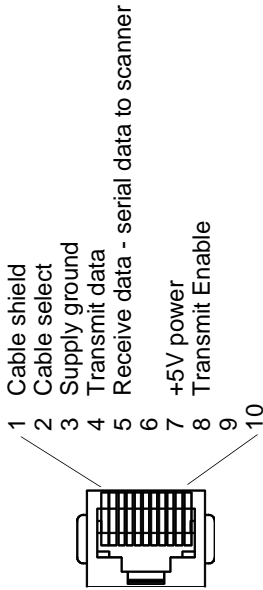 1 Cable shield
2 Cable select
3 Supply ground
4 Transmit data
5 Receive data - serial data to scanner
6
7 +5V power
8 Transmit Enable
9
10